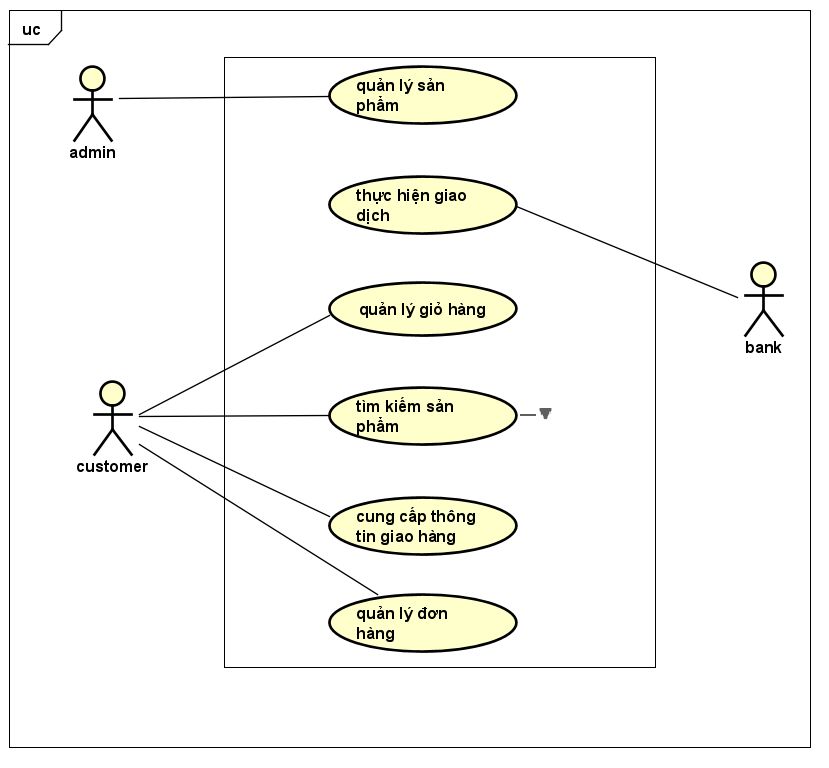 uc
quản lý sản
phẩm
admin
thực hiện giao
dịch
quản lý giỏ hàng
bank
tìm kiếm sản
phẩm
customer
cung cấp thông
tin giao hàng
quản lý đơn
hàng